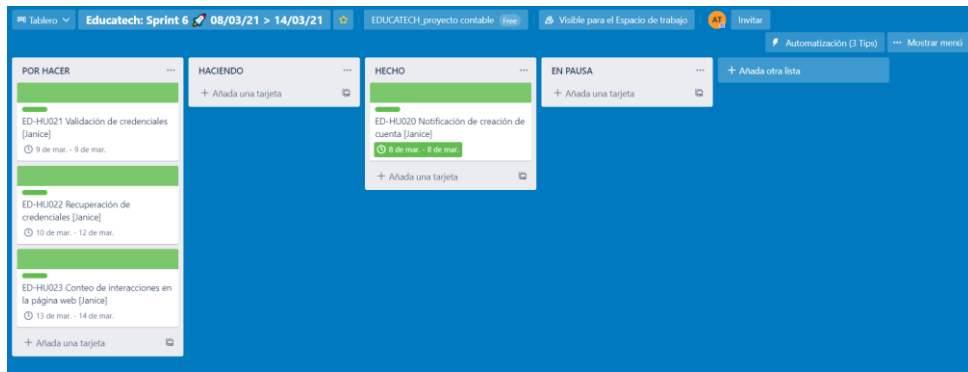 Tablero
Educatech: Sprint 6 🚀 08/03/21 > 14/03/21
EDUCATECH_proyecto contable Free
Visible para el Espacio de trabajo
AT
Invitar
Automatización (3 Tips)
··· Mostrar menú
POR HACER ···
ED-HU021 Validación de credenciales
[Janice]
9 de mar. - 9 de mar.
ED-HU022 Recuperación de
credenciales [Janice]
10 de mar. - 12 de mar.
ED-HU023 Conteo de interacciones en
la página web [Janice]
13 de mar. - 14 de mar.
+ Añada una tarjeta
HACIENDO ···
+ Añada una tarjeta
HECHO ···
ED-HU020 Notificación de creación de
cuenta [Janice]
8 de mar. - 8 de mar.
+ Añada una tarjeta
EN PAUSA ···
+ Añada una tarjeta
+ Añada otra lista